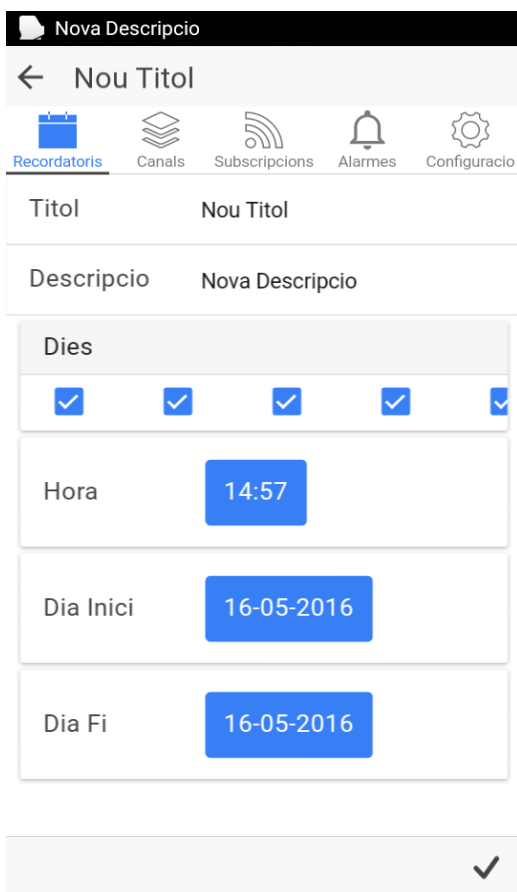 Nova Descripcio
Nou Titol
Recordatoris Canals Subscripcions Alarmes Configuracio
Titol Nou Titol
Descripcio Nova Descripcio
Dies
Hora 14:57
Dia Inici 16-05-2016
Dia Fi 16-05-2016